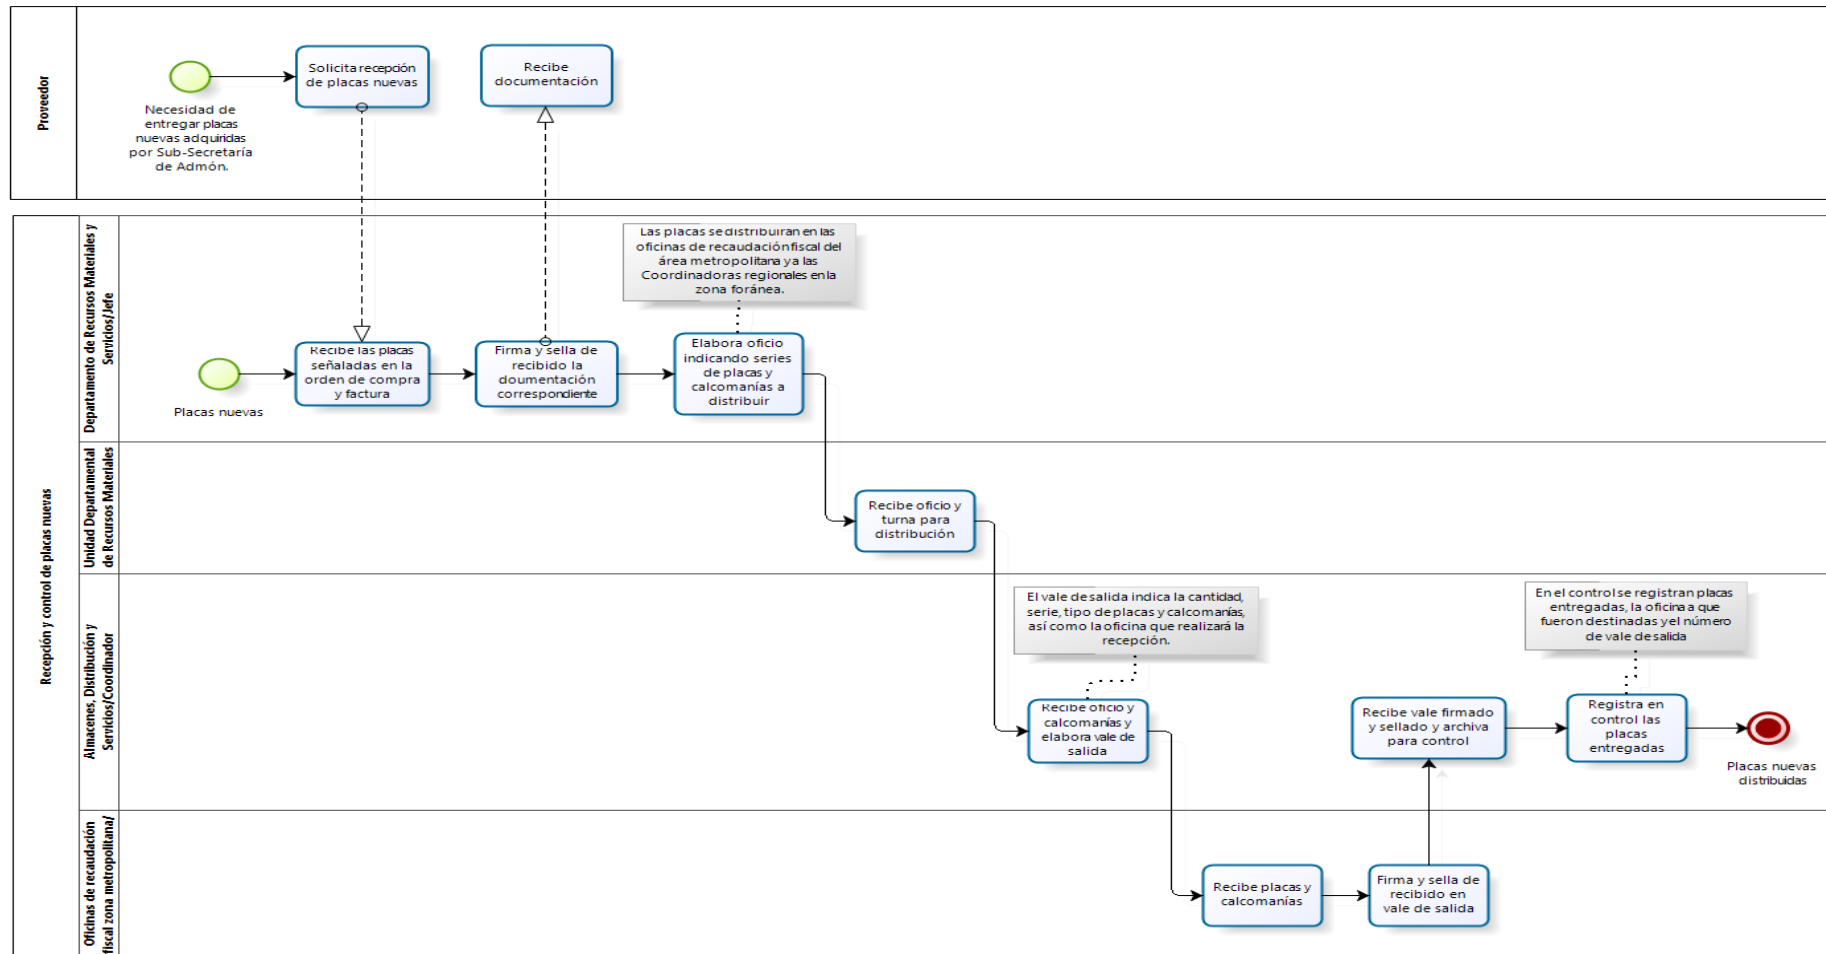 Proveedor
Necesidad de
entregar placas
nuevas adquiridas
por Sub-Secretaría
de Admón.
Solicita recepción
de placas nuevas
Recibe
documentación
Recepción y control de placas nuevas
Departamento de Recursos Materiales y
Servicios/Jefe
Placas nuevas
Recibe las placas
señaladas en la
orden de compra
y factura
Firma y sella de
recibido la
doumentación
correspondiente
Las placas se distribuiran en las
oficinas de recaudación fiscal del
área metropolitana y a las
Coordinadoras regionales en la
zona foránea.
Elabora oficio
indicando series
de placas y
calcomanías a
distribuir
Unidad Departamental
de Recursos Materiales
Recibe oficio y
turna para
distribución
Almacenes, Distribución y
Servicios/Coordinador
El vale de salida indica la cantidad,
serie, tipo de placas y calcomanías,
así como la oficina que realizará la
recepción.
Recibe oficio y
calcomanías y
elabora vale de
salida
Recibe vale firmado
y sellado y archiva
para control
En el control se registran placas
entregadas, la oficina a que
fueron destinadas y el número
de vale de salida
Registra en
control las
placas
entregadas
Placas nuevas
distribuidas
Oficinas de recaudación
fiscal zona metropolitana/
Recibe placas y
calcomanías
Firma y sella de
recibido en
vale de salida